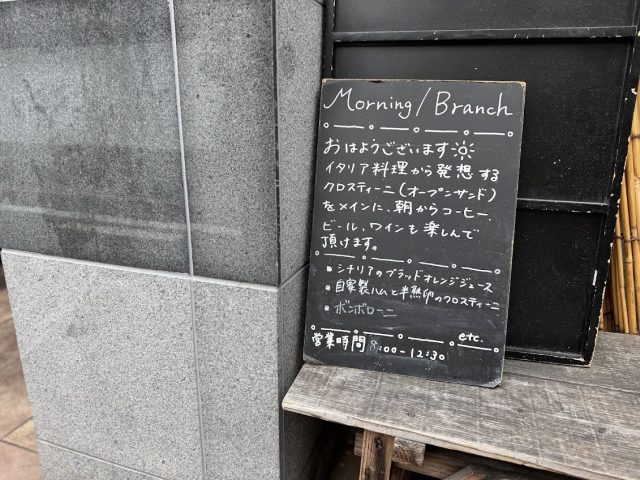 Morning/Branch
おはようございます
イタリア料理から発想する
クロスティーニ(オープンサンド)
をメインに、朝からコーヒー、
ビール、ワインも楽しんで
頂けます。
▪ シチリアのブラッドオレンジジュース
▪ 自家製ハムと半熟卵のクロスティーニ
▪ ボンボローニ
etc.
営業時間 8:00-12:30